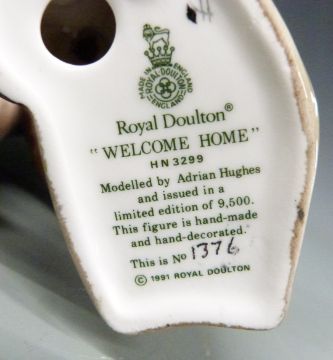 MADE IN ENGLAND
ROYAL DOULTON
ENGLAND
Royal Doulton®
"WELCOME HOME"
HN 3299
Modelled by Adrian Hughes
and issued in a
limited edition of 9,500.
This figure is hand-made
and hand-decorated.
This is No 1376
© 1991 ROYAL DOULTON